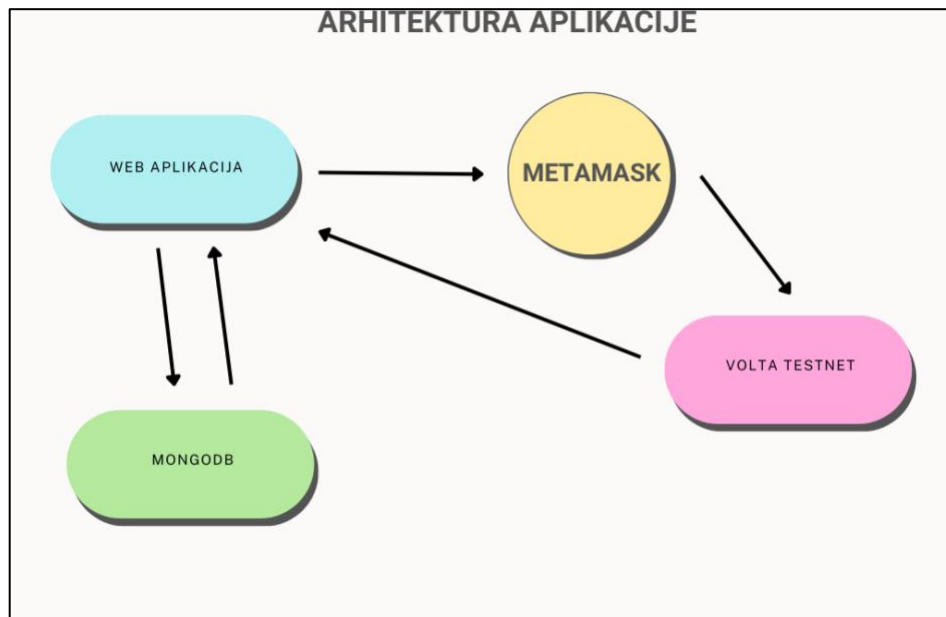 ARHITEKTURA APLIKACIJE
WEB APLIKACIJA
METAMASK
VOLTA TESTNET
MONGODB